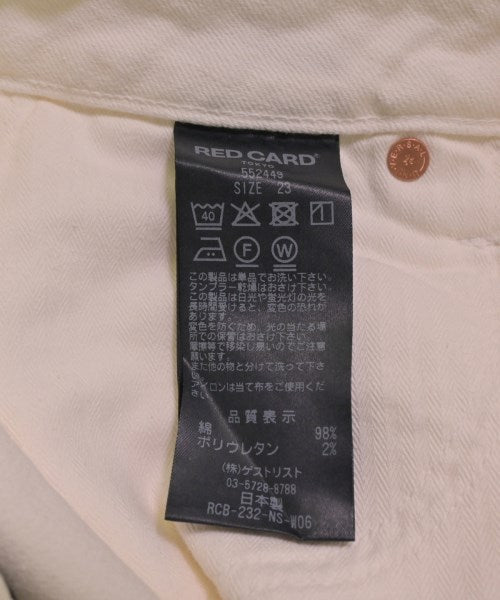 RED CARD
TOKYO
552449
SIZE 23
40
F W
この製品は単品でお洗い下さい。
タンブラー乾燥はおさけ下さい。
この製品は日光や蛍光灯の光を
長時間受けると、変色の恐れが
あります。
変色を防ぐため、光の当たる場
所での保管はおさけ下さい。
摩擦等で移染し易いのでご注意
願います。
また他の物と分けて洗って下さ
い。
アイロンは当て布をご使用くだ
さい
品質表示
綿 98%
ポリウレタン 2%
(株)ゲストリスト
03-5728-8788
日本製
RCB-232-NS-W06